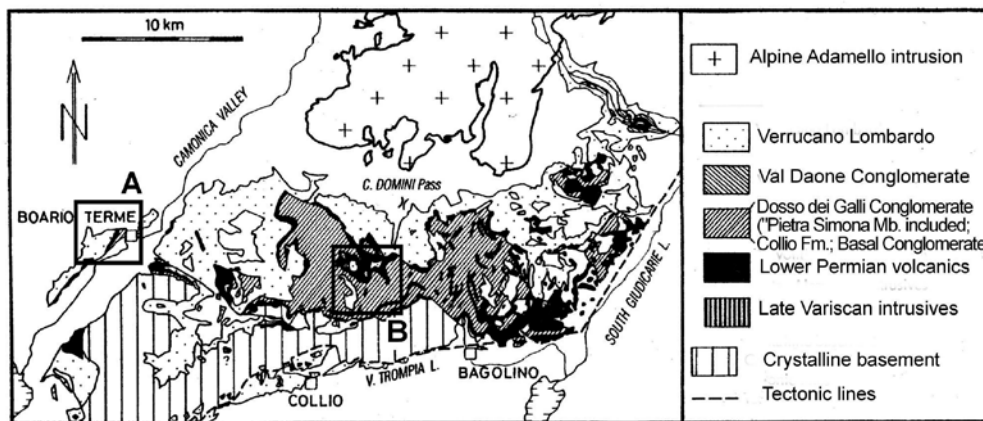 10 km
N
CAMONICA VALLEY
A
BOARIO TERME
C. DOMINI Pass
X
B
SOUTH GIUDICARIE L.
V. TROMPIA L.
BAGOLINO
COLLIO
Alpine Adamello intrusion
Verrucano Lombardo
Val Daone Conglomerate
Dosso dei Galli Conglomerate
("Pietra Simona Mb. included;
Collio Fm.; Basal Conglomerate
Lower Permian volcanics
Late Variscan intrusives
Crystalline basement
Tectonic lines